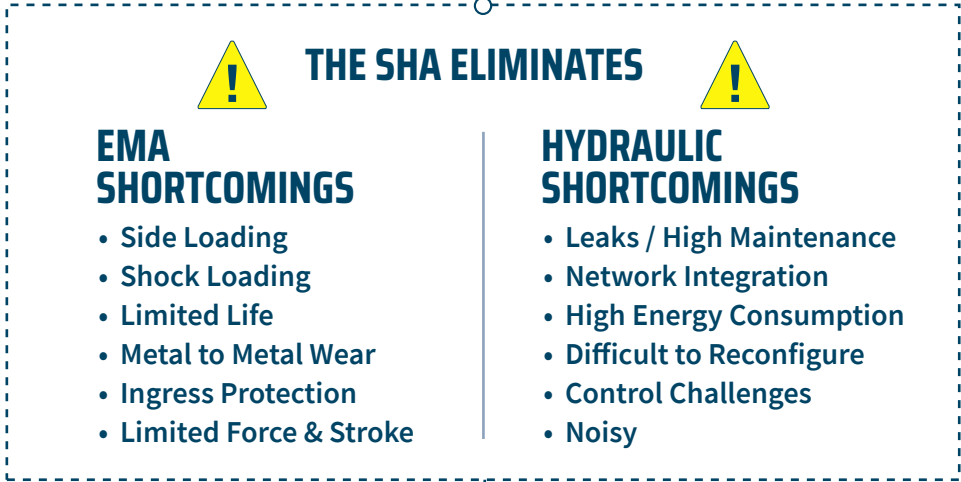 THE SHA ELIMINATES
EMA
SHORTCOMINGS
• Side Loading
• Shock Loading
• Limited Life
• Metal to Metal Wear
• Ingress Protection
• Limited Force & Stroke
HYDRAULIC
SHORTCOMINGS
• Leaks / High Maintenance
• Network Integration
• High Energy Consumption
• Difficult to Reconfigure
• Control Challenges
• Noisy